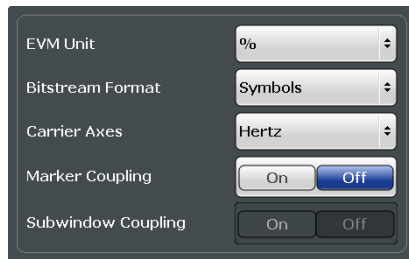 EVM Unit %
Bitstream Format Symbols
Carrier Axes Hertz
Marker Coupling On Off
Subwindow Coupling On Off